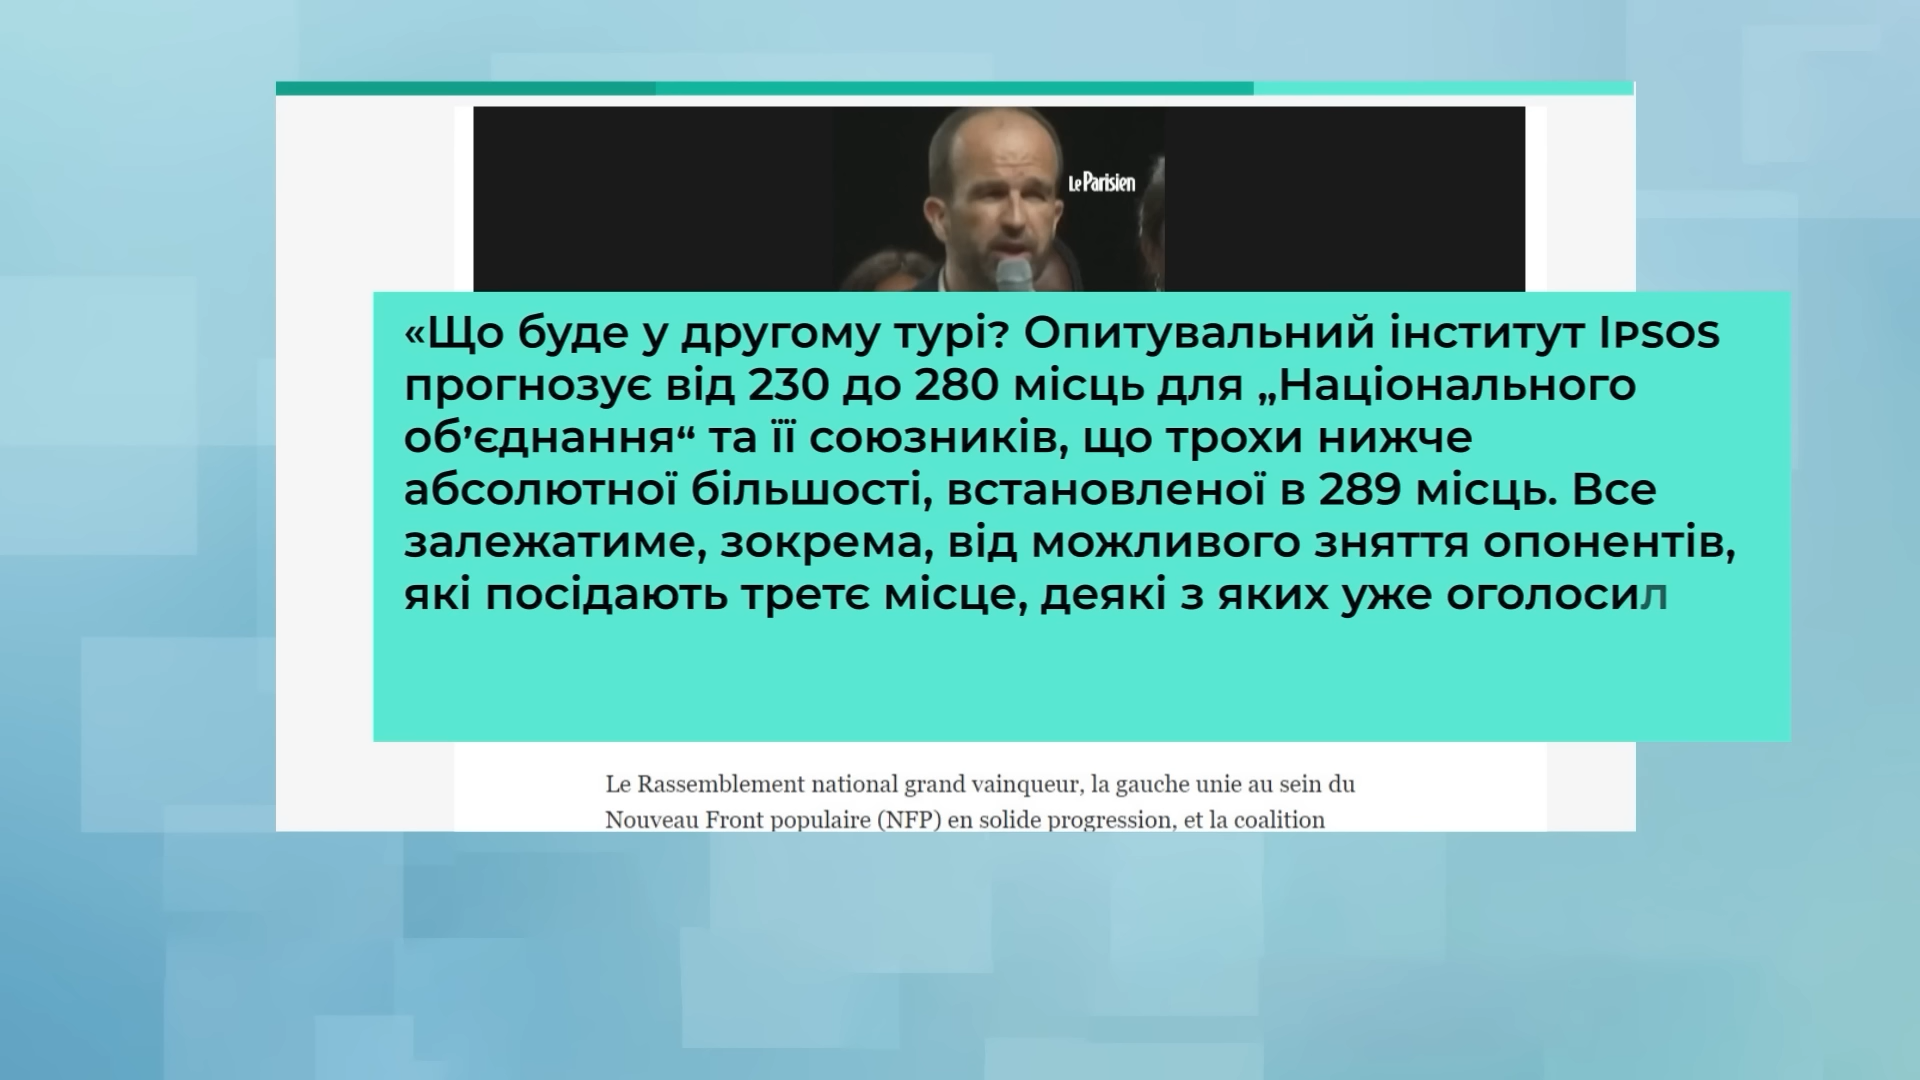 Le Parisien
«Що буде у другому турі? Опитувальний інститут Ipsos
прогнозує від 230 до 280 місць для „Національного
об’єднання“ та її союзників, що трохи нижче
абсолютної більшості, встановленої в 289 місць. Все
залежатиме, зокрема, від можливого зняття опонентів,
які посідають третє місце, деякі з яких уже оголосил
Le Rassemblement national grand vainqueur, la gauche unie au sein du
Nouveau Front populaire (NFP) en solide progression, et la coalition